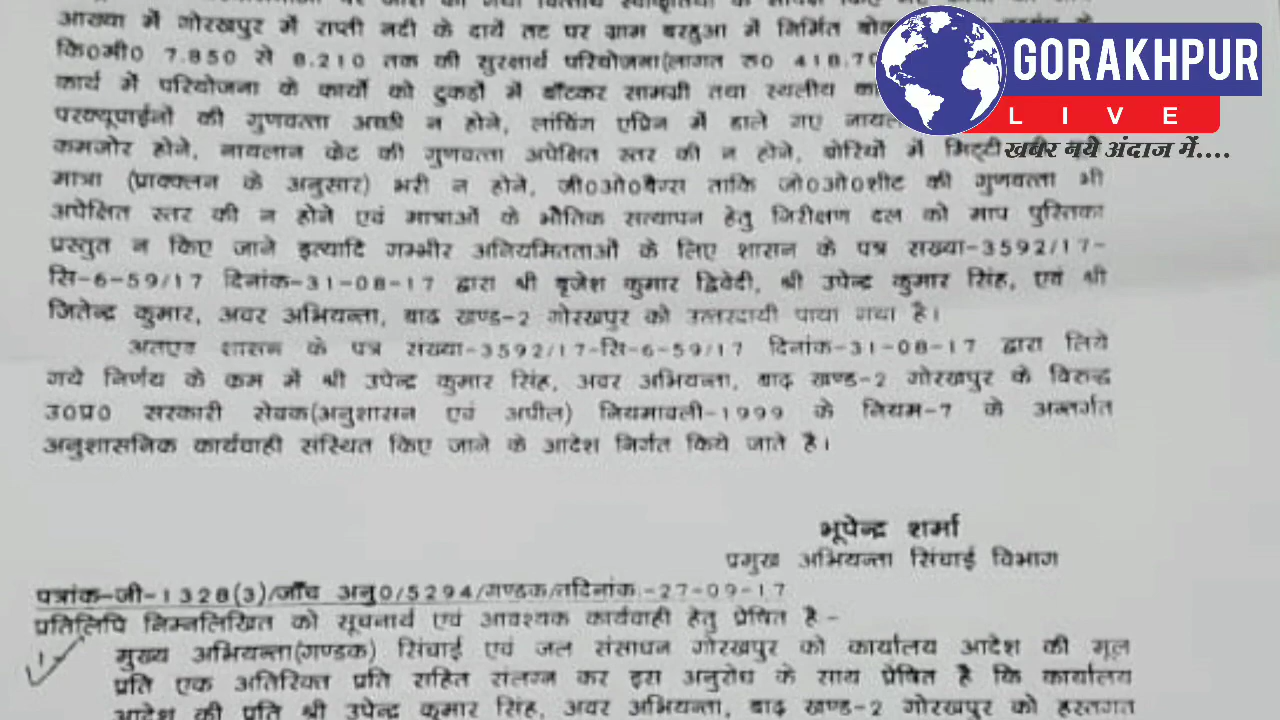 आख्या में गोरखपुर में राप्ती नदी के दायें तट पर ग्राम बरहुआ में निर्मित
कि0मी0 7.850 से 8.210 तक की सुरक्षार्थ परियोजना(लागत रु0 418.70
कार्य में परियोजना के कार्यो को टुकडों में बाँटकर सामग्री तथा स्थलीय
परक्यूपाईनो की गुणवत्ता अच्छी न होने, लांचिंग एप्रिन में डाले गए
कमजोर होने, नायलान क्रेट की गुणवत्ता अपेक्षित स्तर की न होने, बोरियों में मिट्टी
मात्रा (प्राक्कलन के अनुसार) भरी न होने, जी0ओ0बैग्स ताकि जी0ओ0शीट की गुणवत्ता भी
अपेक्षित स्तर की न होने एवं मात्राओं के भौतिक सत्यापन हेतु निरीक्षण दल को माप पुस्तिका
प्रस्तुत न किए जाने इत्यादि गम्भीर अनियमितताओं के लिए शासन के पत्र संख्या-3592/17-
सि-6-59/17 दिनांक-31-08-17 द्वारा श्री बृजेश कुमार द्विवेदी, श्री उपेन्द्र कुमार सिंह, एवं श्री
जितेन्द्र कुमार, अवर अभियन्ता, बाढ़ खण्ड-2 गोरखपुर को उत्तरदायी पाया गया है।
अतएव शासन के पत्र संख्या-3592/17-सि-6-59/17 दिनांक-31-08-17 द्वारा लिये
गये निर्णय के कम में श्री उपेन्द्र कुमार सिंह, अवर अभियन्ता, बाढ़ खण्ड-2 गोरखपुर के विरुद्ध
उ0प्र0 सरकारी सेवक(अनुशासन एवं अपील) नियमावली-1999 के नियम-7 के अन्तर्गत
अनुशासनिक कार्यवाही संस्थित किए जाने के आदेश निर्गत किये जाते है।
भूपेन्द्र शर्मा
प्रमुख अभियन्ता सिंचाई विभाग
पत्रांक-जी-1328(3)/जाँच अनु0/5294/गण्डक/तदिनांक:-27-09-17
प्रतिलिपि निम्नलिखित को सूचनार्थ एवं आवश्यक कार्यवाही हेतु प्रेषित है-
1 मुख्य अभियन्ता(गण्डक) सिंचाई एवं जल संसाधन गोरखपुर को कार्यालय आदेश की मूल
प्रति एक अतिरिक्त प्रति सहित संलग्न कर इस अनुरोध के साथ प्रेषित है कि कार्यालय
आदेश की प्रति श्री उपेन्द्र कुमार सिंह, अवर अभियन्ता, बाढ़ खण्ड-2 गोरखपुर को हस्तगत
GORAKHPUR
LIVE
खबर नये अंदाज में....